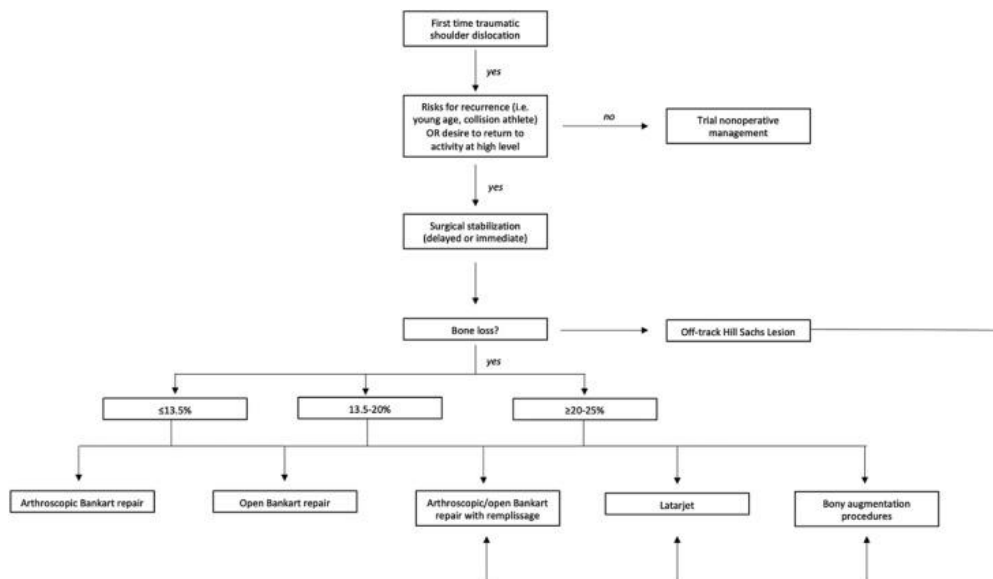 First time traumatic
shoulder dislocation
yes
Risks for recurrence (i.e.
young age, collision athlete)
OR desire to return to
activity at high level
no
Trial nonoperative
management
yes
Surgical stabilization
(delayed or immediate)
Bone loss?
Off-track Hill Sachs Lesion
yes
≤13.5%
13.5-20%
≥20-25%
Arthroscopic Bankart repair
Open Bankart repair
Arthroscopic/open Bankart
repair with remplissage
Latarjet
Bony augmentation
procedures